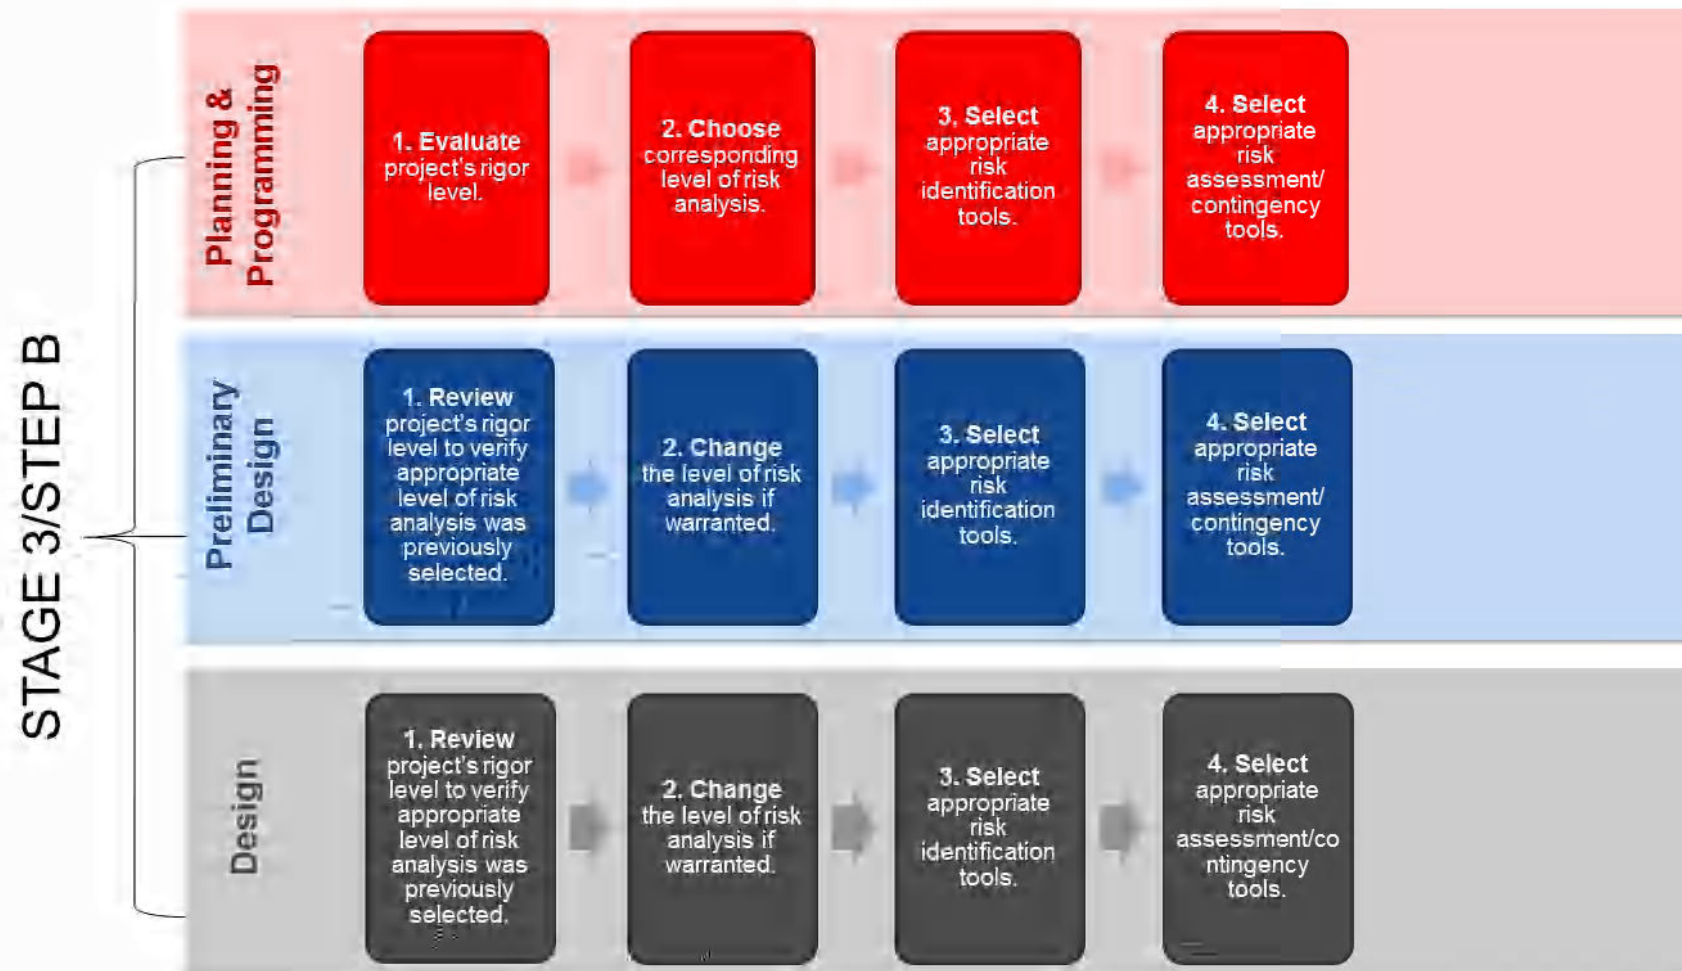 STAGE 3/STEP B
Planning &
Programming
1. Evaluate
project's rigor
level.
2. Choose
corresponding
level of risk
analysis.
3. Select
appropriate
risk
identification
tools.
4. Select
appropriate
risk
assessment/
contingency
tools.
Preliminary
Design
1. Review
project's rigor
level to verify
appropriate
level of risk
analysis was
previously
selected.
2. Change
the level of risk
analysis if
warranted.
3. Select
appropriate
risk
identification
tools.
4. Select
appropriate
risk
assessment/
contingency
tools.
Design
1. Review
project's rigor
level to verify
appropriate
level of risk
analysis was
previously
selected.
2. Change
the level of risk
analysis if
warranted.
3. Select
appropriate
risk
identification
tools.
4. Select
appropriate
risk
assessment/co
ntingency
tools.